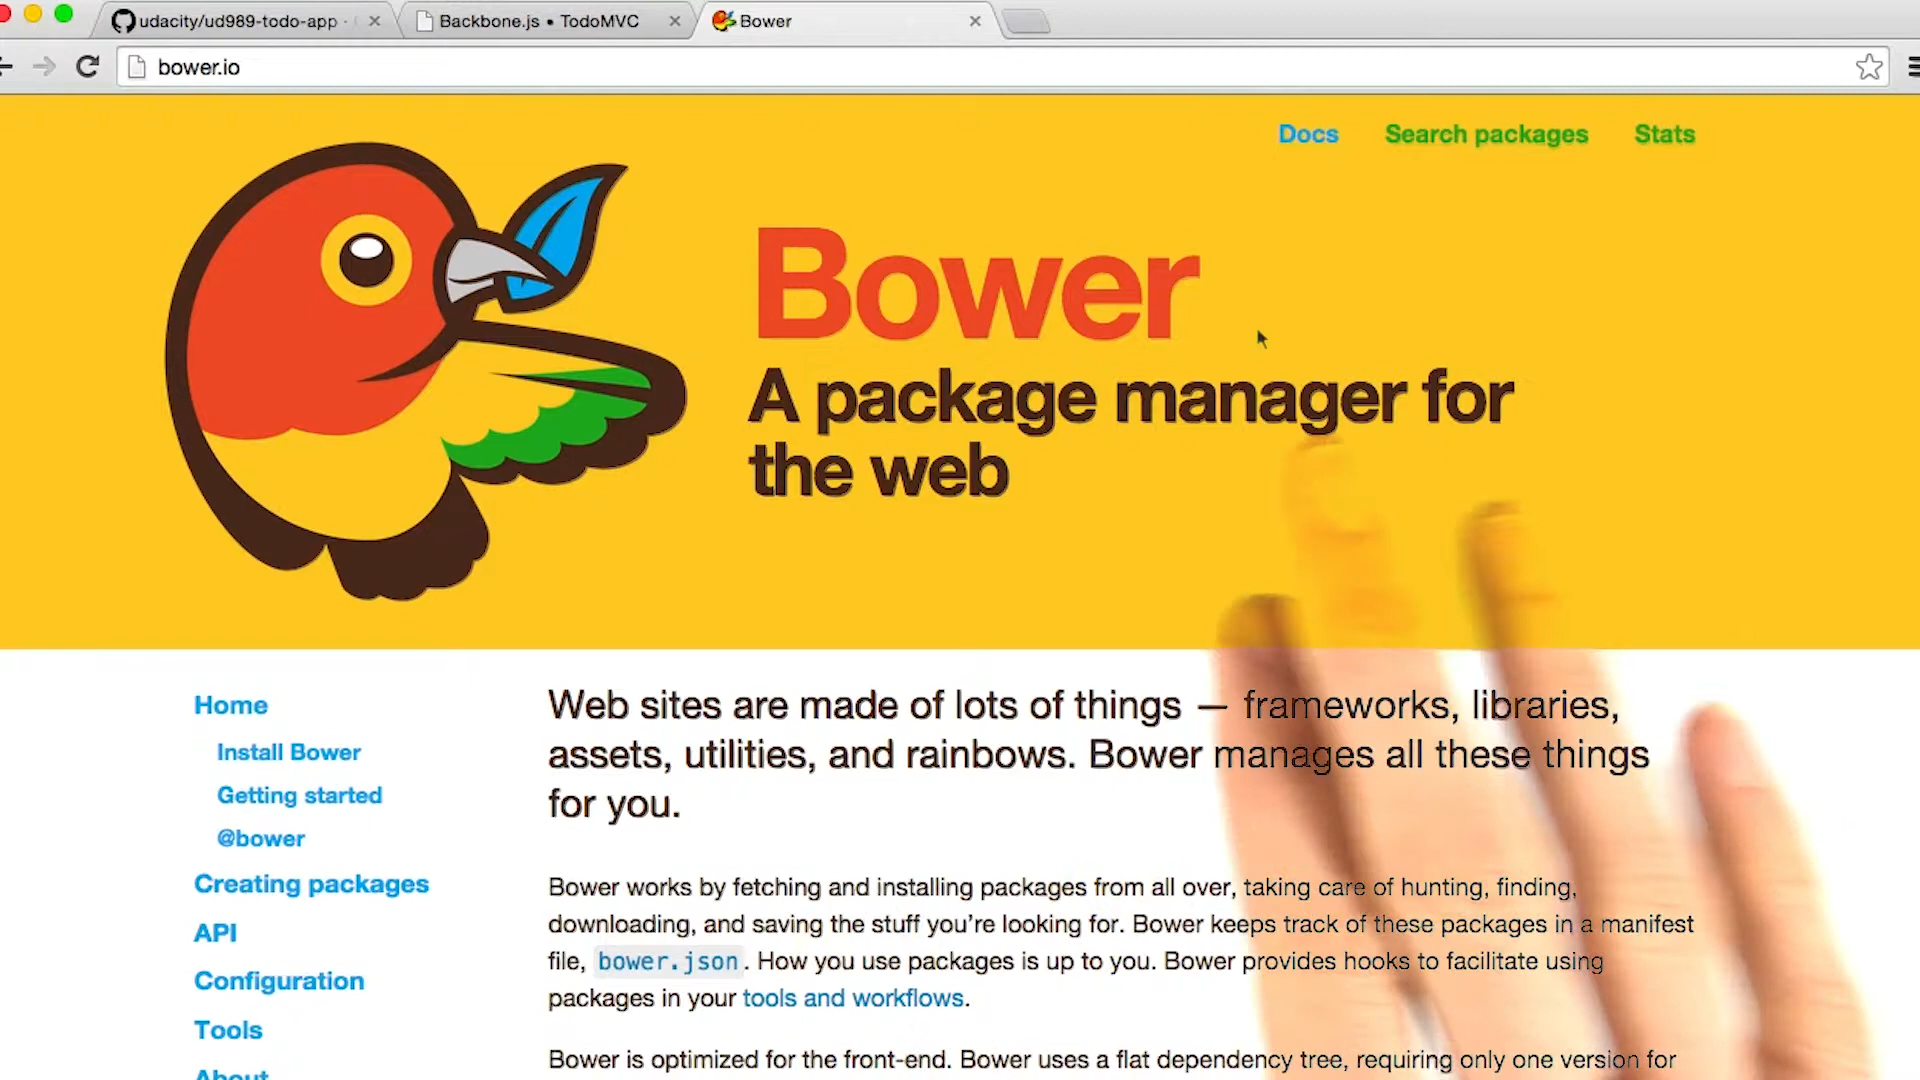 udacity/ud989-todo-app ·
Backbone.js • TodoMVC
Bower
bower.io
Docs
Search packages
Stats
Bower
A package manager for
the web
Home
Install Bower
Getting started
@bower
Creating packages
API
Configuration
Tools
About
Web sites are made of lots of things — frameworks, libraries,
assets, utilities, and rainbows. Bower manages all these things
for you.
Bower works by fetching and installing packages from all over, taking care of hunting, finding,
downloading, and saving the stuff you’re looking for. Bower keeps track of these packages in a manifest
file, bower.json. How you use packages is up to you. Bower provides hooks to facilitate using
packages in your tools and workflows.
Bower is optimized for the front-end. Bower uses a flat dependency tree, requiring only one version for